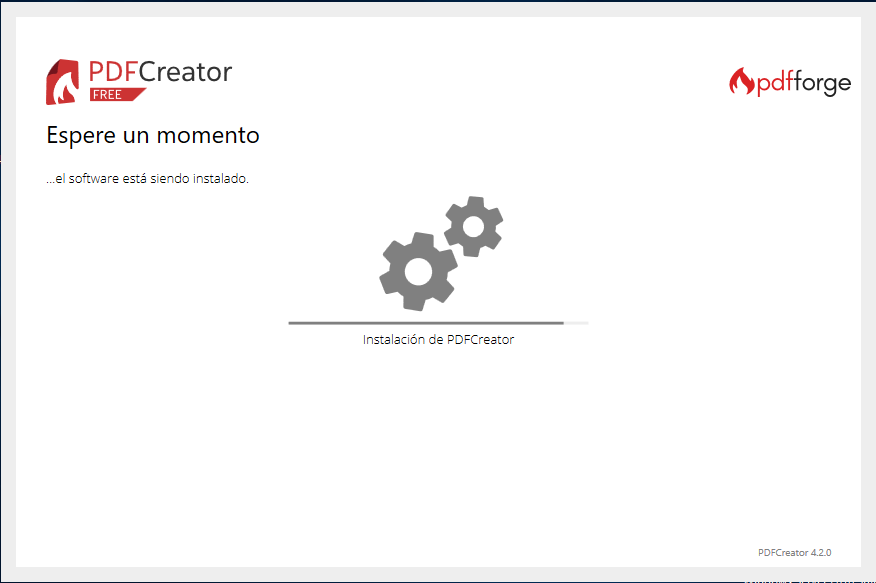 PDFCreator
FREE
pdfforge
Espere un momento
...el software está siendo instalado.
Instalación de PDFCreator
PDFCreator 4.2.0